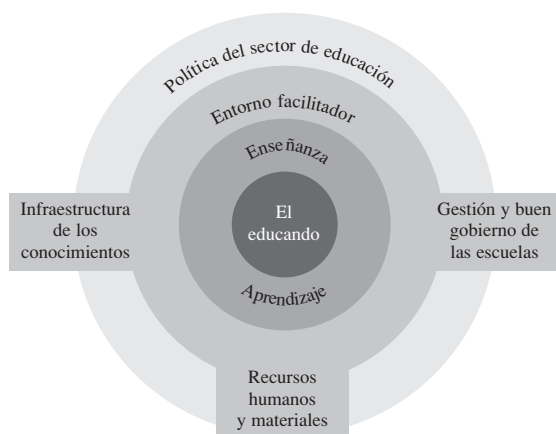 Política del sector de educación
Entorno facilitador
Enseñanza
El
educando
Aprendizaje
Infraestructura
de los
conocimientos
Gestión y buen
gobierno de
las escuelas
Recursos
humanos
y materiales